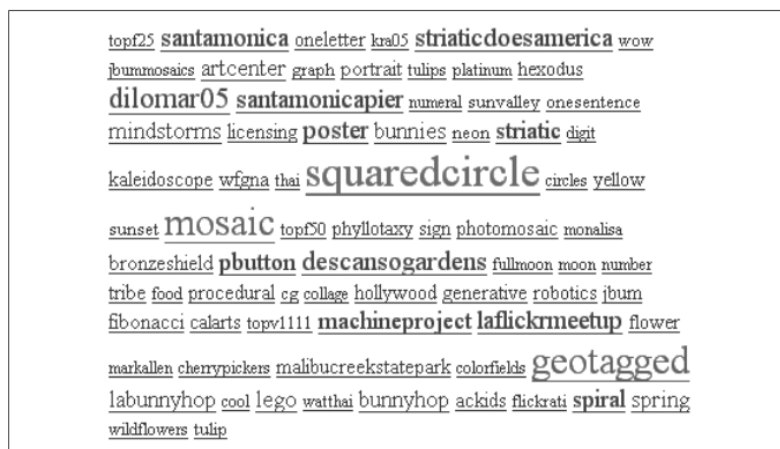 topf25 santamonica oneletter kra05 striaticdoesamerica wow
jbummosaics artcenter graph portrait tulips platinum hexodus
dilomar05 santamonicapier numeral sunvalley onesentence
mindstorms licensing poster bunnies neon striatic digit
kaleidoscope wfgna thai squaredcircle circles yellow
sunset mosaic topf50 phyllotaxy sign photomosaic monalisa
bronzeshield pbutton descansogardens fullmoon moon number
tribe food procedural cg collage hollywood generative robotics jbum
fibonacci calarts topv1111 machineproject laflickrmeetup flower
markallen cherrypickers malibucreekstatepark colorfields geotagged
labunnyhop cool lego watthai bunnyhop ackids flickrati spiral spring
wildflowers tulip